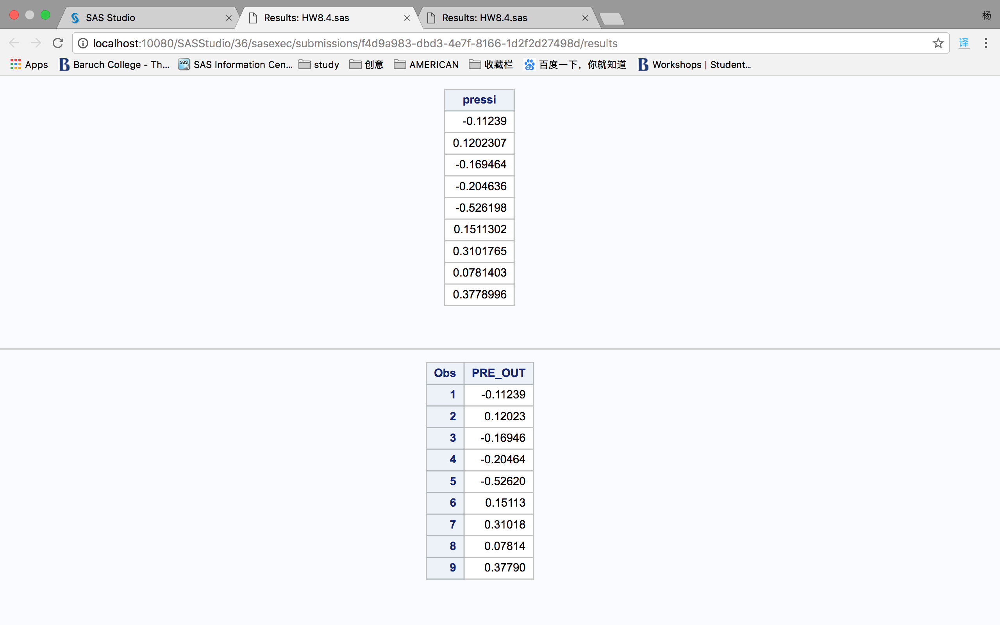 SAS Studio
Results: HW8.4.sas
Results: HW8.4.sas
杨
localhost:10080/SASStudio/36/sasexec/submissions/f4d9a983-dbd3-4e7f-8166-1d2f2d27498d/results
译
Apps
B Baruch College - Th...
sas SAS Information Cen...
study
创意
AMERICAN
收藏栏
du 百度一下，你就知道
B Workshops | Student...
pressi
-0.11239
0.1202307
-0.169464
-0.204636
-0.526198
0.1511302
0.3101765
0.0781403
0.3778996
Obs PRE_OUT
1 -0.11239
2 0.12023
3 -0.16946
4 -0.20464
5 -0.52620
6 0.15113
7 0.31018
8 0.07814
9 0.37790